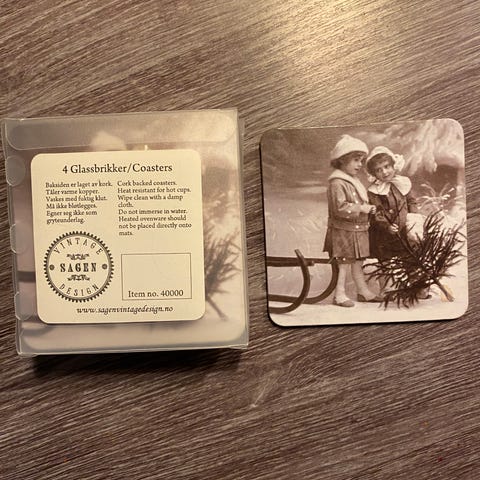 4 Glassbrikker/Coasters
Baksiden er laget av kork.
Tåler varme kopper.
Vaskes med fuktig klut.
Må ikke bløtlegges.
Egner seg ikke som
gryteunderlag.
Cork backed coasters.
Heat resistant for hot cups.
Wipe clean with a damp
cloth.
Do not immerse in water.
Heated ovenware should
not be placed directly onto
mats.
VINTAGE
SAGEN
DESIGN
Item no. 40000
www.sagenvintagedesign.no